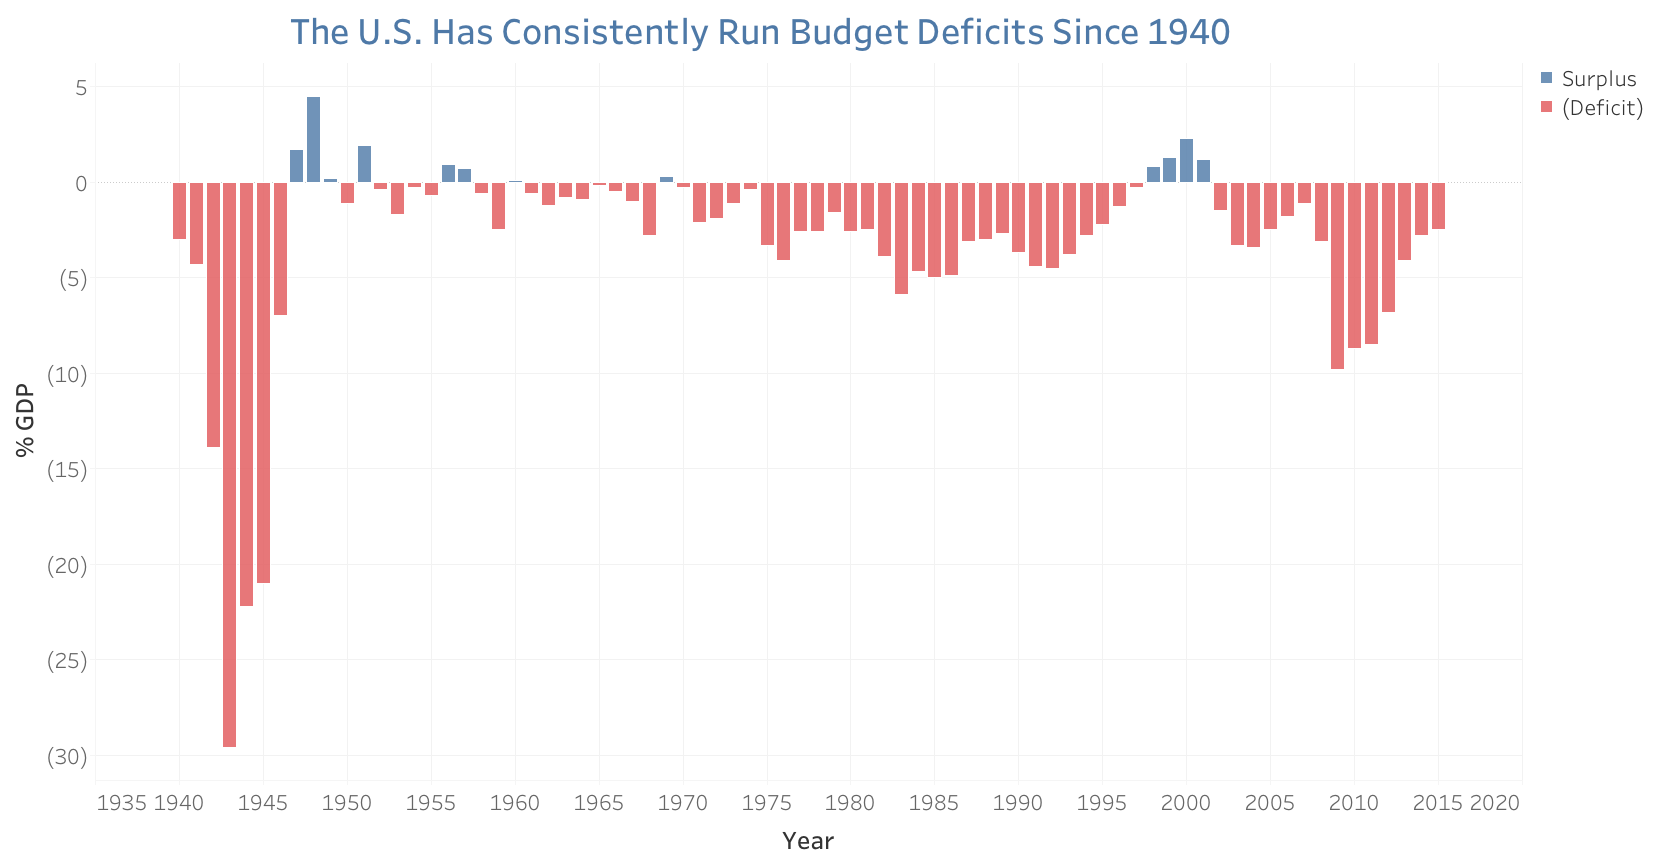 The U.S. Has Consistently Run Budget Deficits Since 1940
Surplus
(Deficit)
5
0
(5)
(10)
(15)
(20)
(25)
(30)
% GDP
1935 1940 1945 1950 1955 1960 1965 1970 1975 1980 1985 1990 1995 2000 2005 2010 2015 2020
Year